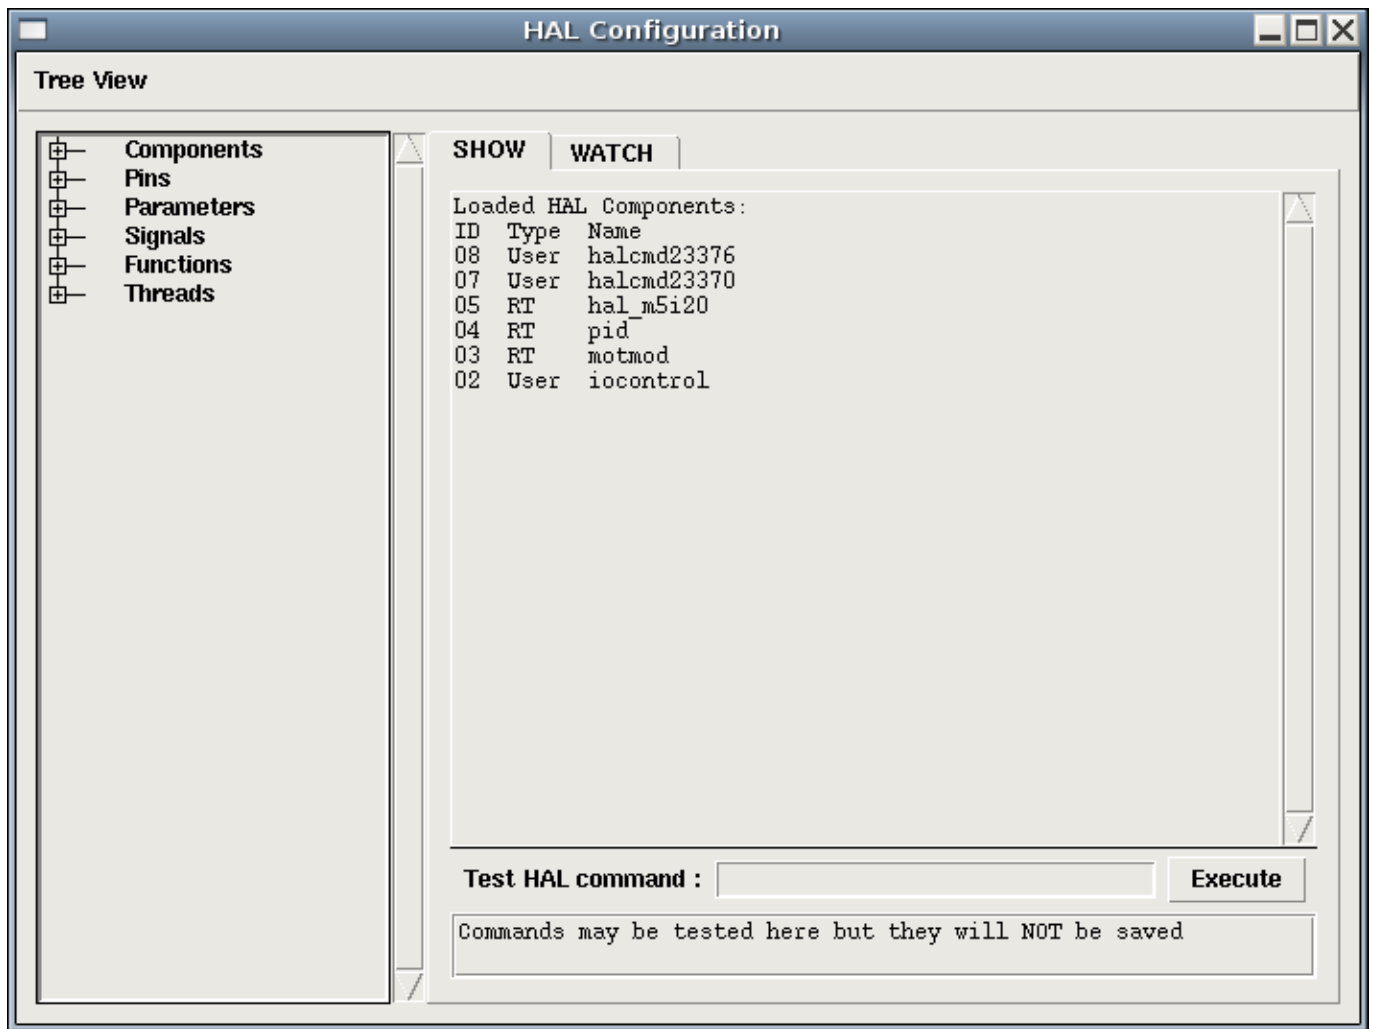 HAL Configuration
Tree View
Components
Pins
Parameters
Signals
Functions
Threads
SHOW WATCH
Loaded HAL Components:
ID Type Name
08 User halcmd23376
07 User halcmd23370
05 RT hal_m5i20
04 RT pid
03 RT motmod
02 User iocontrol
Test HAL command : Execute
Commands may be tested here but they will NOT be saved